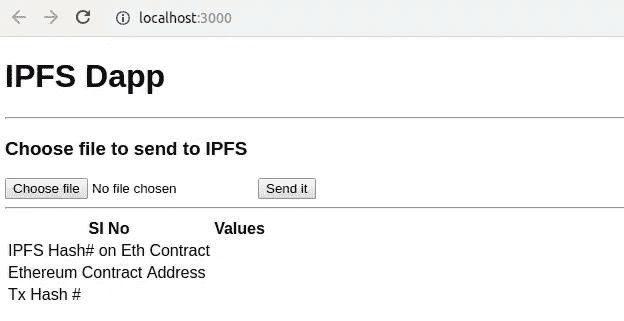 localhost:3000
IPFS Dapp
Choose file to send to IPFS
Choose file No file chosen Send it
Sl No Values
IPFS Hash# on Eth Contract
Ethereum Contract Address
Tx Hash #